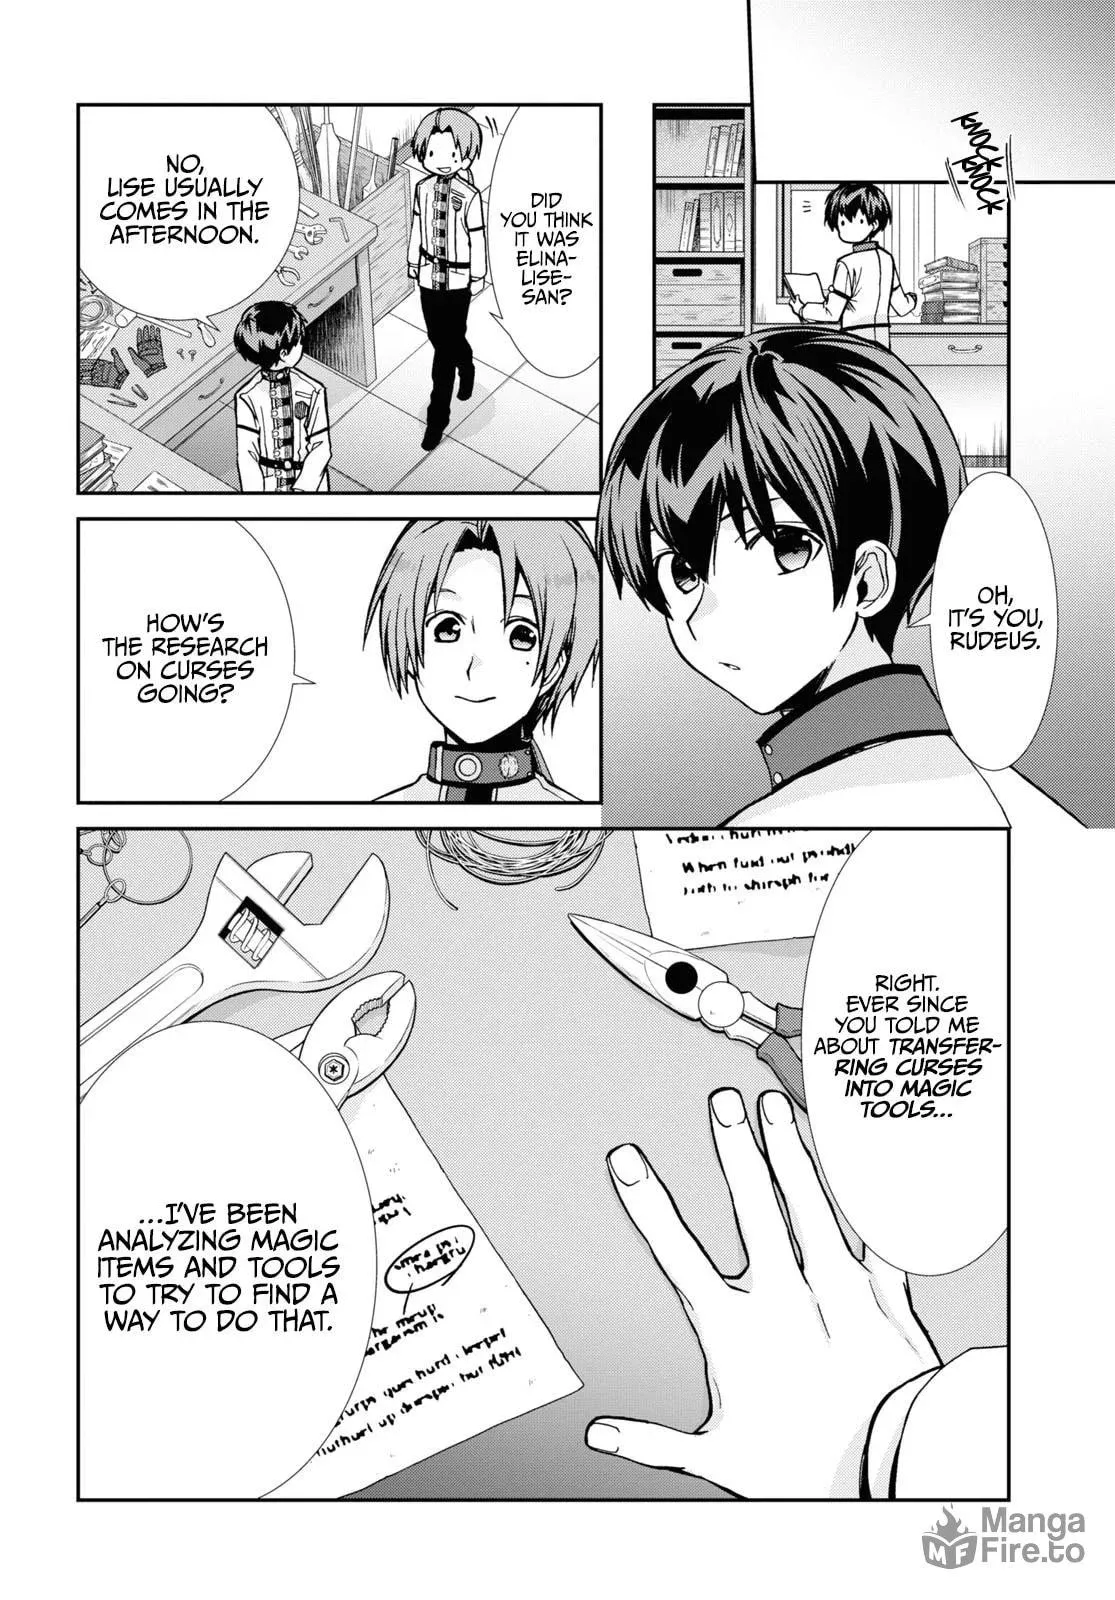 KNOCK
KNOCK
OH,
IT'S YOU,
RUDEUS.
DID
YOU THINK
IT WAS
ELINA-
LISE-
SAN?
NO,
LISE USUALLY
COMES IN THE
AFTERNOON.
HOW'S
THE RESEARCH
ON CURSES
GOING?
RIGHT.
EVER SINCE
YOU TOLD ME
ABOUT TRANSFER-
RING CURSES
INTO MAGIC
TOOLS...
...I'VE BEEN
ANALYZING MAGIC
ITEMS AND TOOLS
TO TRY TO FIND A
WAY TO DO THAT.
Manga
Fire.to
MF